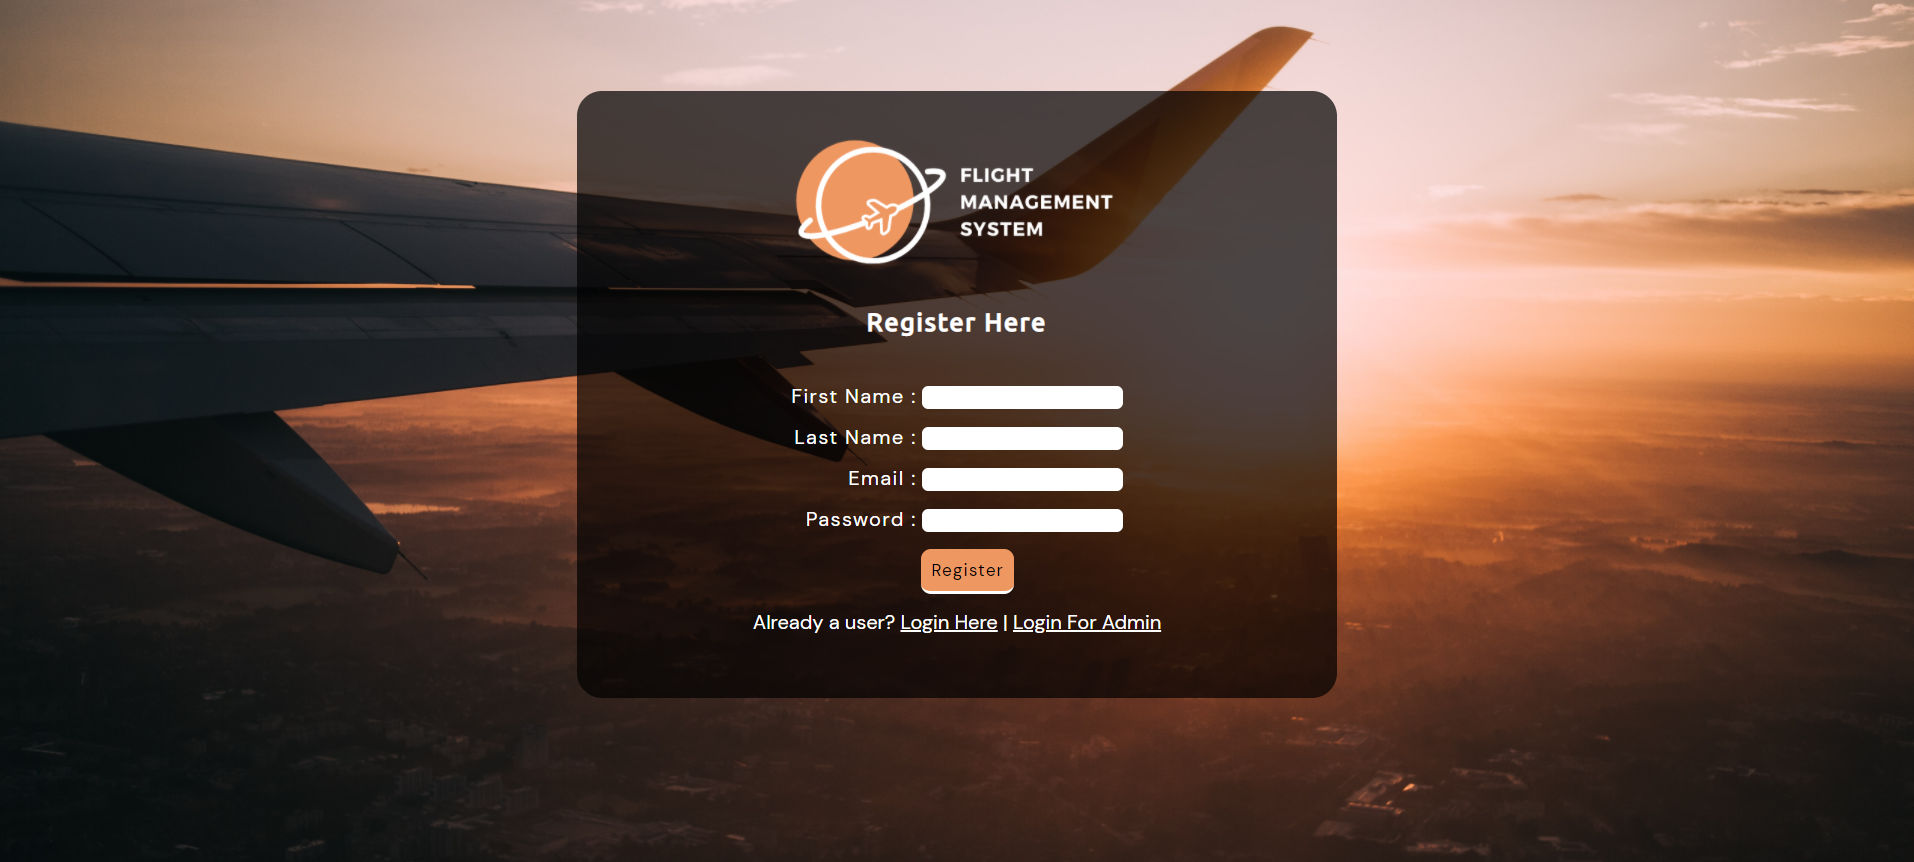 FLIGHT
MANAGEMENT
SYSTEM
Register Here
First Name :
Last Name :
Email :
Password :
Register
Already a user? Login Here | Login For Admin